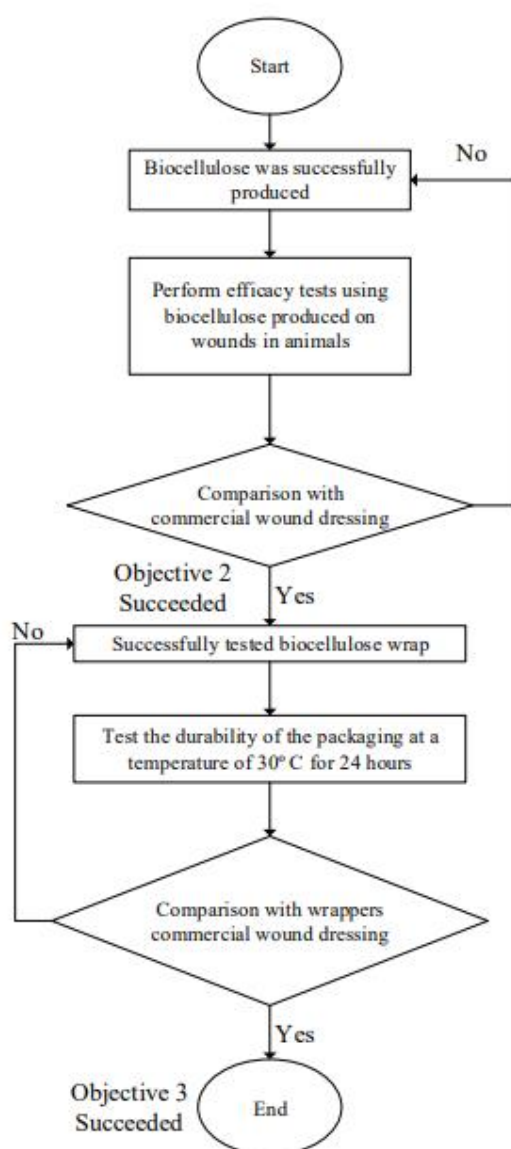 Start
No
Biocellulose was successfully
produced
Perform efficacy tests using
biocellulose produced on
wounds in animals
Comparison with
commercial wound dressing
Objective 2
Succeeded
Yes
No
Successfully tested biocellulose wrap
Test the durability of the packaging at a
temperature of 30º C for 24 hours
Comparison with wrappers
commercial wound dressing
Yes
Objective 3
Succeeded
End